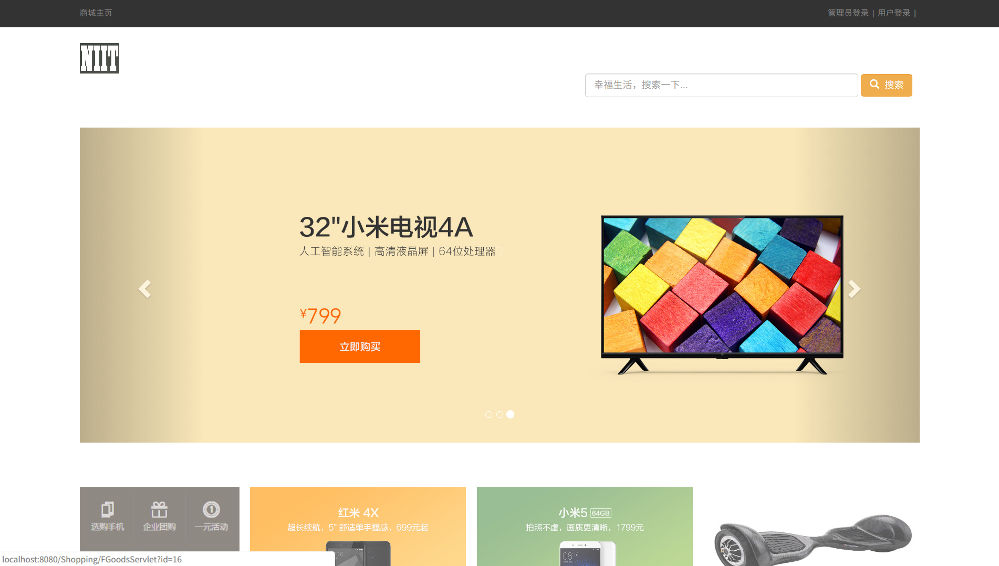 商城主页
管理员登录 | 用户登录 |
NIIT
幸福生活，搜索一下...
搜索
32"小米电视4A
人工智能系统 | 高清液晶屏 | 64位处理器
¥799
立即购买
选购手机
企业团购
一元活动
红米 4X
超长续航，5" 舒适单手握感，699元起
小米5 64GB
拍照不虚，画质更清晰，1799元
08:16
localhost:8080/Shopping/FGoodsServlet?id=16